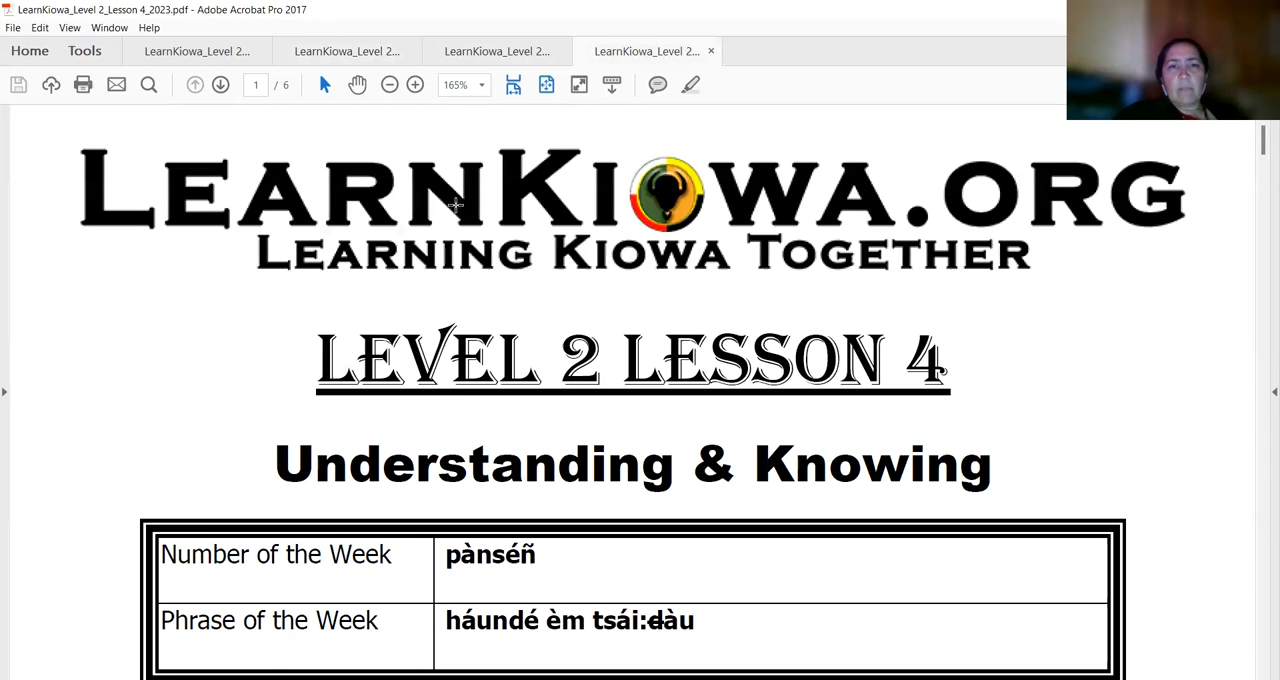 LearnKiowa_Level 2_Lesson 4_2023.pdf - Adobe Acrobat Pro 2017
File Edit View Window Help
Home Tools LearnKiowa_Level 2... LearnKiowa_Level 2... LearnKiowa_Level 2... LearnKiowa_Level 2... ×
1 / 6 165%
LEARNKIOWA.ORG
LEARNING KIOWA TOGETHER
LEVEL 2 LESSON 4
Understanding & Knowing
Number of the Week pànséñ
Phrase of the Week háundé èm tsái:d̶àu